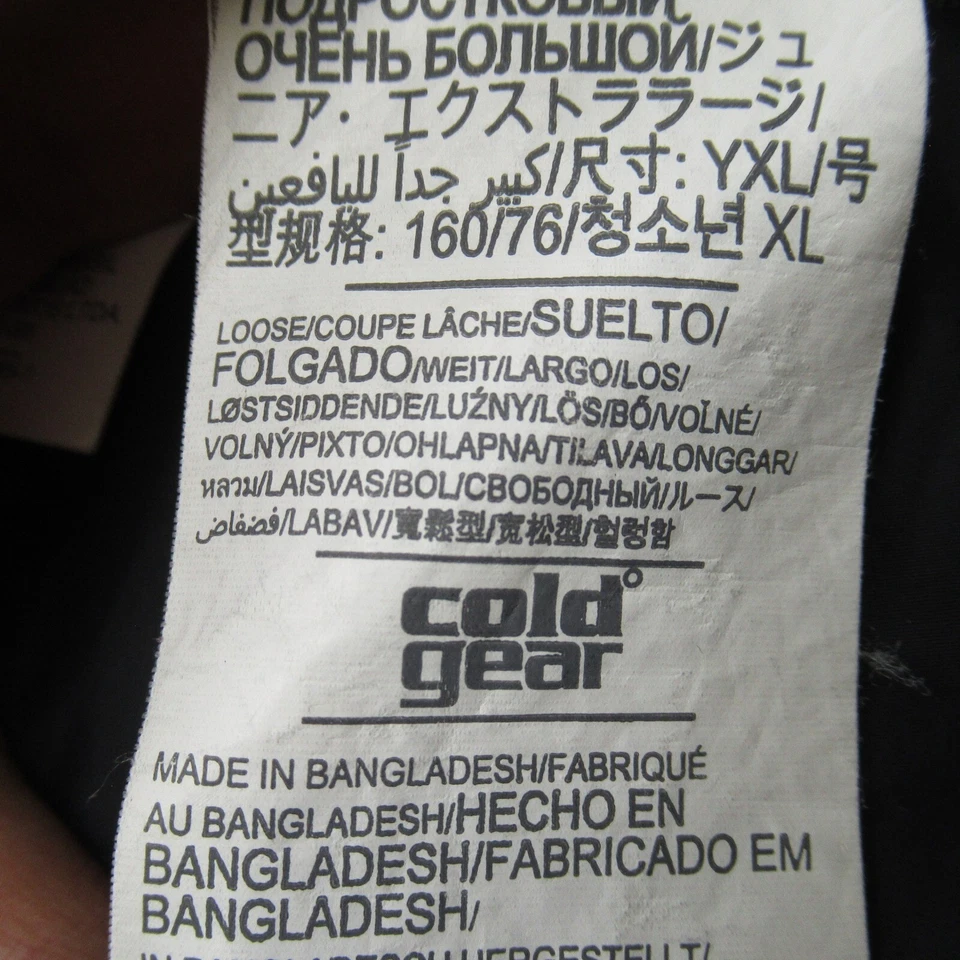 ПОДРОСТКОВЫЙ,
ОЧЕНЬ БОЛЬШОЙ/ジュ
ニア・エクストララージ/
كبير جداً لليافعين/尺寸: YXL/号
型规格: 160/76/청소년 XL
LOOSE/COUPE LÂCHE/SUELTO/
FOLGADO/WEIT/LARGO/LOS/
LØSTSIDDENDE/LUŹNY/LÖS/BŐ/VOĽNÉ/
VOLNÝ/PIXTO/OHLAPNA/TILAVA/LONGGAR/
หลวม/LAISVAS/BOL/СВОБОДНЫЙ/ルース/
فضفاض/LABAV/寬鬆型/宽松型/헐렁함
cold°
gear
MADE IN BANGLADESH/FABRIQUÉ
AU BANGLADESH/HECHO EN
BANGLADESH/FABRICADO EM
BANGLADESH/
IN BANGLADESCH HERGESTELLT/